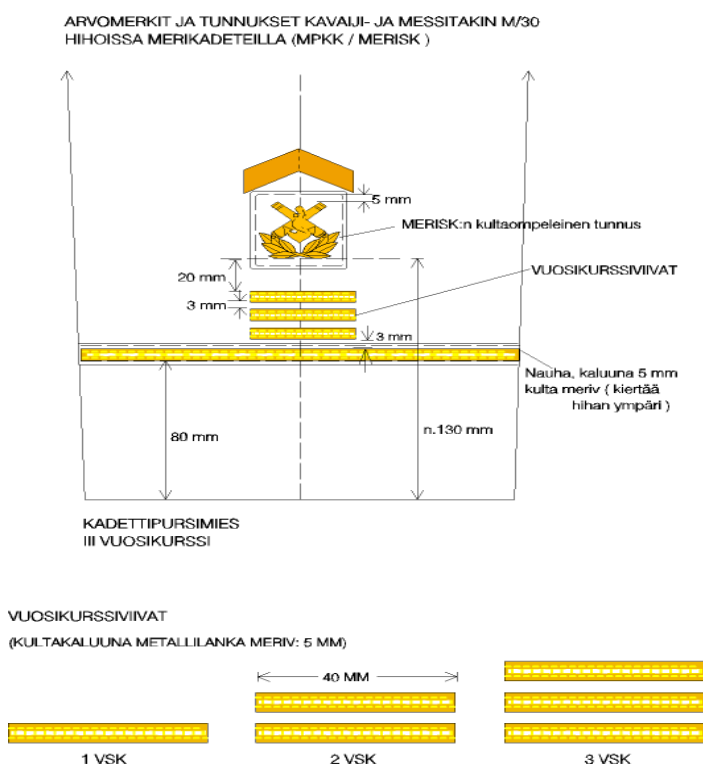 ARVOMERKIT JA TUNNUKSET KAVAIJI- JA MESSITAKIN M/30
HIHOISSA MERIKADETEILLA (MPKK / MERISK )
5 mm
MERISK:n kultaompeleinen tunnus
20 mm
VUOSIKURSSIVIIVAT
3 mm
3 mm
Nauha, kaluuna 5 mm
kulta meriv ( kiertää
hihan ympäri )
80 mm
n.130 mm
KADETTIPURSIMIES
III VUOSIKURSSI
VUOSIKURSSIVIIVAT
(KULTAKALUUNA METALLILANKA MERIV: 5 MM)
40 MM
1 VSK
2 VSK
3 VSK